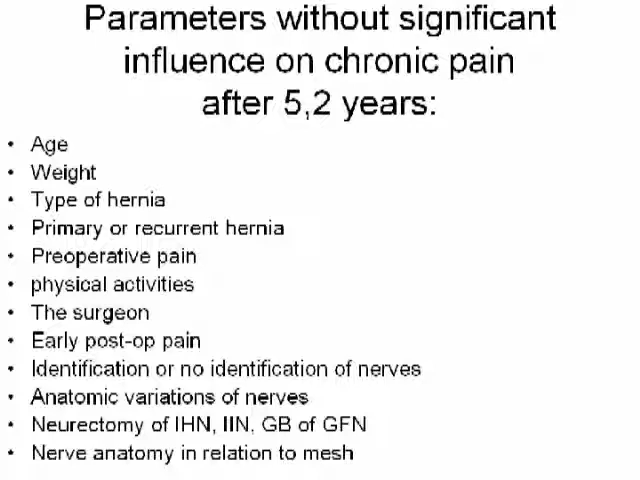 Parameters without significant
influence on chronic pain
after 5,2 years:
• Age
• Weight
• Type of hernia
• Primary or recurrent hernia
• Preoperative pain
• physical activities
• The surgeon
• Early post-op pain
• Identification or no identification of nerves
• Anatomic variations of nerves
• Neurectomy of IHN, IIN, GB of GFN
• Nerve anatomy in relation to mesh